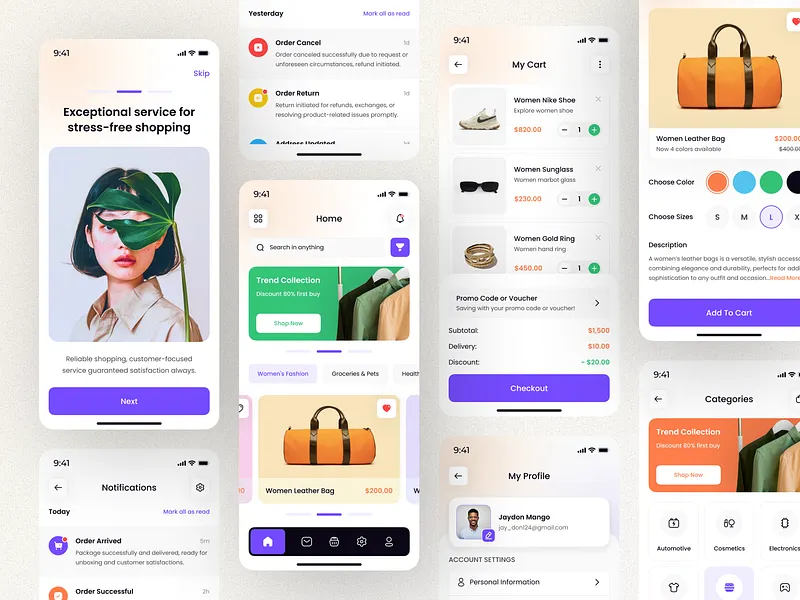 9:41
Skip
Exceptional service for
stress-free shopping
Reliable shopping, customer-focused
service guaranteed satisfaction always.
Next
9:41
Notifications
Today
Mark all as read
Order Arrived
5m
Package successfully and delivered, ready for
unboxing and customer satisfactions.
Order Successful
2h
Yesterday
Mark all as read
Order Cancel
1d
Order canceled successfully due to request or
unforeseen circumstances, refund initiated.
Order Return
1d
Return initiated for refunds, exchanges, or
resolving product-related issues promptly.
Address Updated
1d
9:41
Home
Search in anything
Trend Collection
Discount 80% first buy
Shop Now
Women's Fashion
Groceries & Pets
Health
Women Leather Bag
$200.00
W
9:41
My Cart
Women Nike Shoe
Explore women shoe
$820.00
1
Women Sunglass
Women marbot glass
$230.00
1
Women Gold Ring
Women hand ring
$450.00
1
Promo Code or Voucher
Saving with your promo code or voucher!
Subtotal:
$1,500
Delivery:
$10.00
Discount:
- $20.00
Checkout
9:41
My Profile
Jaydon Mango
jay_don124@gmail.com
ACCOUNT SETTINGS
Personal Information
Women Leather Bag
$200.00
Now 4 colors available
$400.00
Choose Color
Choose Sizes
S
M
L
X
Description
A women's leather bags is a versatile, stylish accesso
combining elegance and durability, perfects for addi
sophistication to any outfit and occasion...Read More
Add To Cart
9:41
Categories
Trend Collection
Discount 80% first buy
Shop Now
Automotive
Cosmetics
Electronics